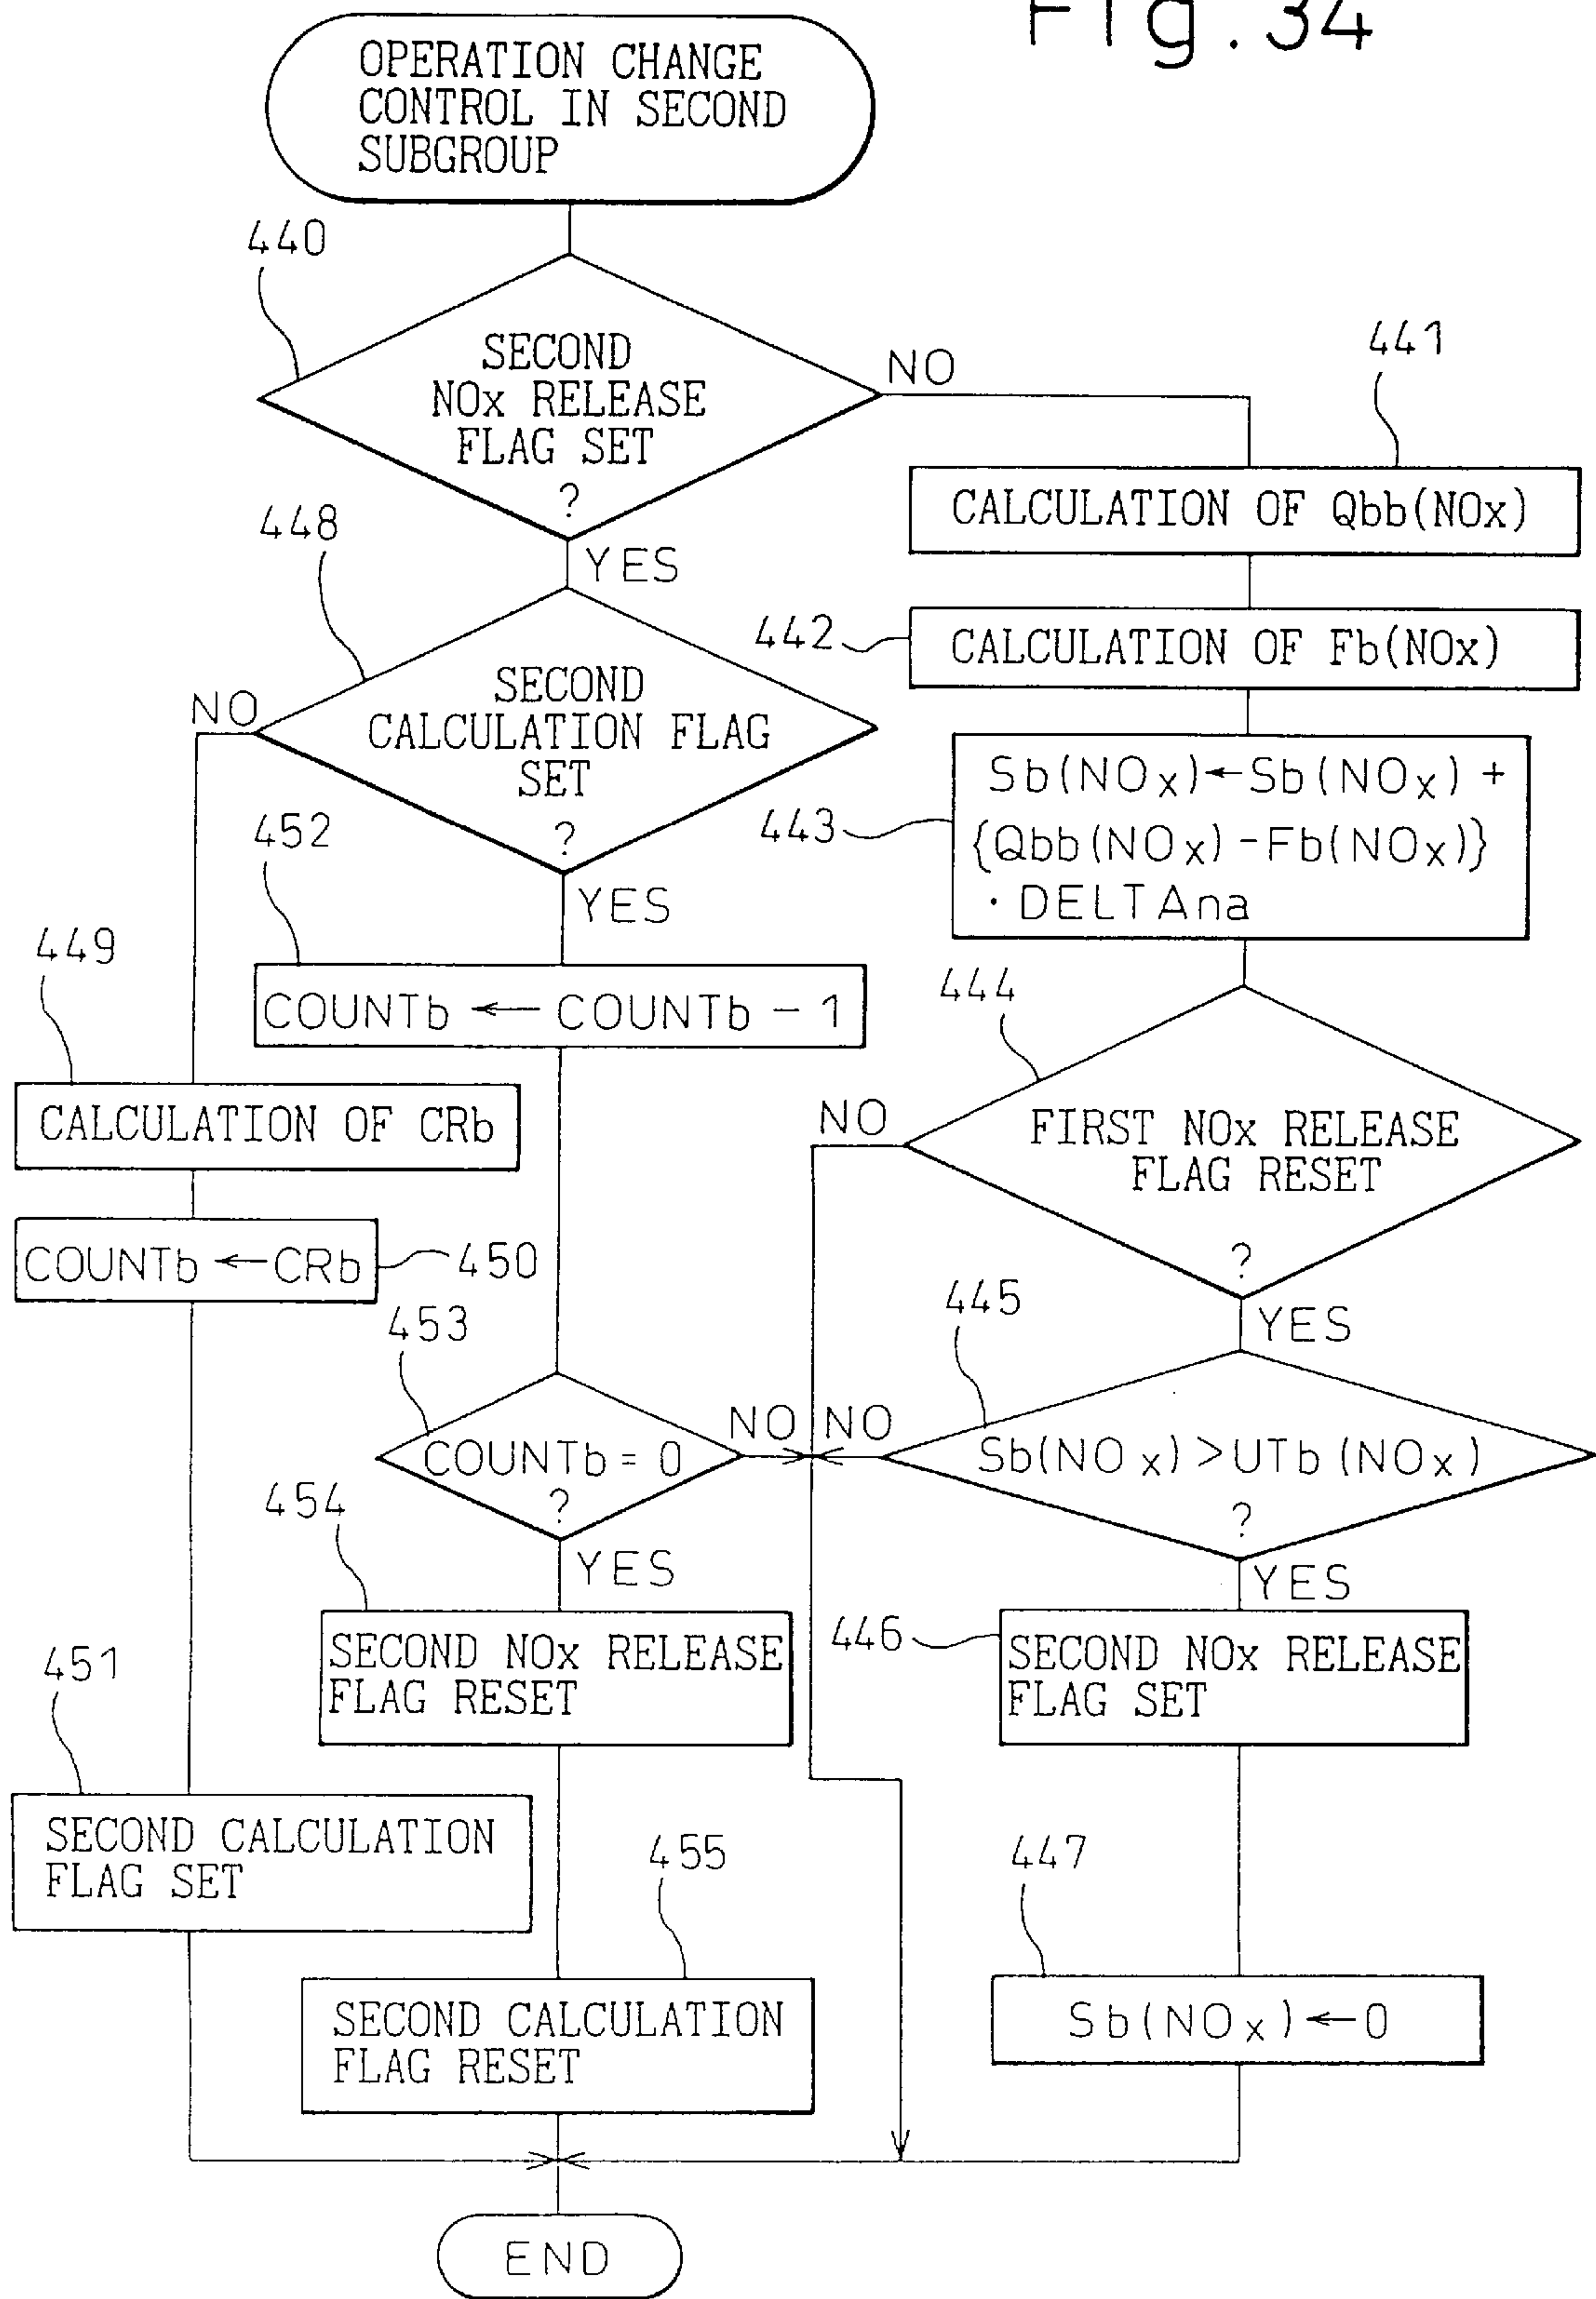 Fig. 34
OPERATION CHANGE
CONTROL IN SECOND
SUBGROUP
440
SECOND
NOx RELEASE
FLAG SET
?
NO
YES
441
CALCULATION OF Qbb(NOx)
442
CALCULATION OF Fb(NOx)
443
Sb(NOx)←Sb(NOx) +
{Qbb(NOx)-Fb(NOx)}
· DELTAna
448
SECOND
CALCULATION FLAG
SET
?
NO
YES
452
COUNTb ← COUNTb - 1
449
CALCULATION OF CRb
COUNTb ← CRb
450
444
FIRST NOx RELEASE
FLAG RESET
?
NO
YES
445
Sb(NOx) > UTb (NOx)
?
NO
YES
453
COUNTb = 0
?
NO
YES
454
SECOND NOx RELEASE
FLAG RESET
446
SECOND NOx RELEASE
FLAG SET
451
SECOND CALCULATION
FLAG SET
455
SECOND CALCULATION
FLAG RESET
447
Sb(NOx)←0
END